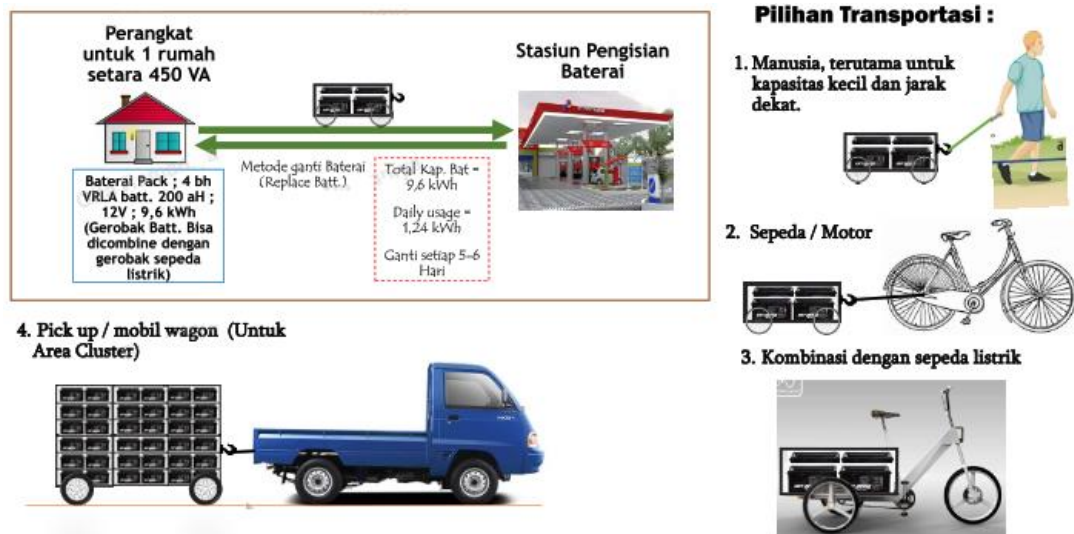 Perangkat
untuk 1 rumah
setara 450 VA
Baterai Pack ; 4 bh
VRLA batt. 200 aH ;
12V ; 9,6 kWh
(Gerobak Batt. Bisa
dicombine dengan
gerobak sepeda
listrik)
Metode ganti Baterai
(Replace Batt.)
Total Kap. Bat =
9,6 kWh
Daily usage =
1,24 kWh
Ganti setiap 5-6
Hari
Stasiun Pengisian
Baterai
Pilihan Transportasi :
1. Manusia, terutama untuk
kapasitas kecil dan jarak
dekat.
2. Sepeda / Motor
3. Kombinasi dengan sepeda listrik
4. Pick up / mobil wagon (Untuk
Area Cluster)